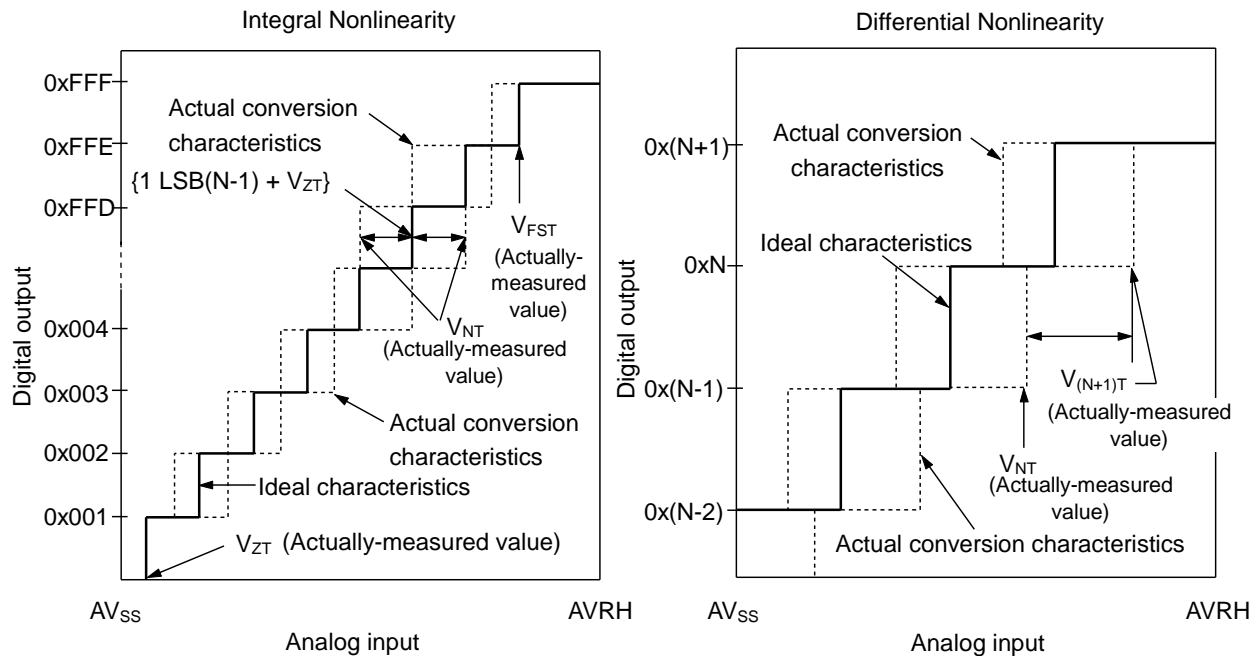 Integral Nonlinearity
0xFFF
0xFFE
0xFFD
0x004
0x003
0x002
0x001
Digital output
Actual conversion
characteristics
{1 LSB(N-1) + VZT}
VFST
(Actually-
measured
value)
VNT
(Actually-measured
value)
Actual conversion
characteristics
Ideal characteristics
VZT (Actually-measured value)
AVSS
AVRH
Analog input
Differential Nonlinearity
0x(N+1)
0xN
0x(N-1)
0x(N-2)
Digital output
Actual conversion
characteristics
Ideal characteristics
V(N+1)T
(Actually-measured
value)
VNT
(Actually-measured
value)
Actual conversion characteristics
AVSS
AVRH
Analog input